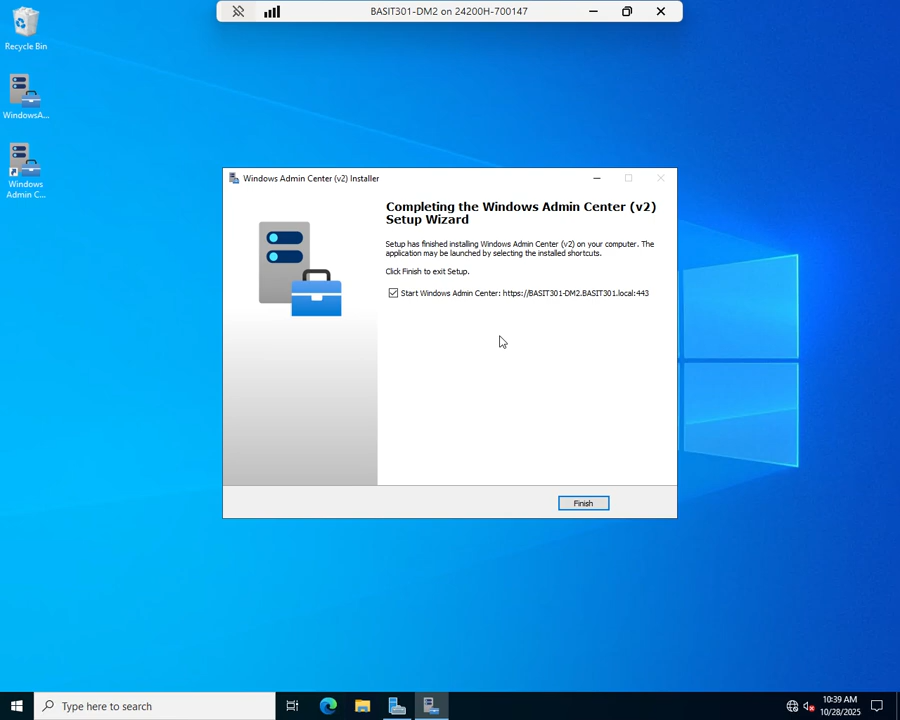 BASIT301-DM2 on 24200H-700147
Recycle Bin
WindowsA...
Windows
Admin C...
Windows Admin Center (v2) Installer
Completing the Windows Admin Center (v2)
Setup Wizard
Setup has finished installing Windows Admin Center (v2) on your computer. The
application may be launched by selecting the installed shortcuts.
Click Finish to exit Setup.
Start Windows Admin Center: https://BASIT301-DM2.BASIT301.local:443
Finish
Type here to search
10:39 AM
10/28/2025